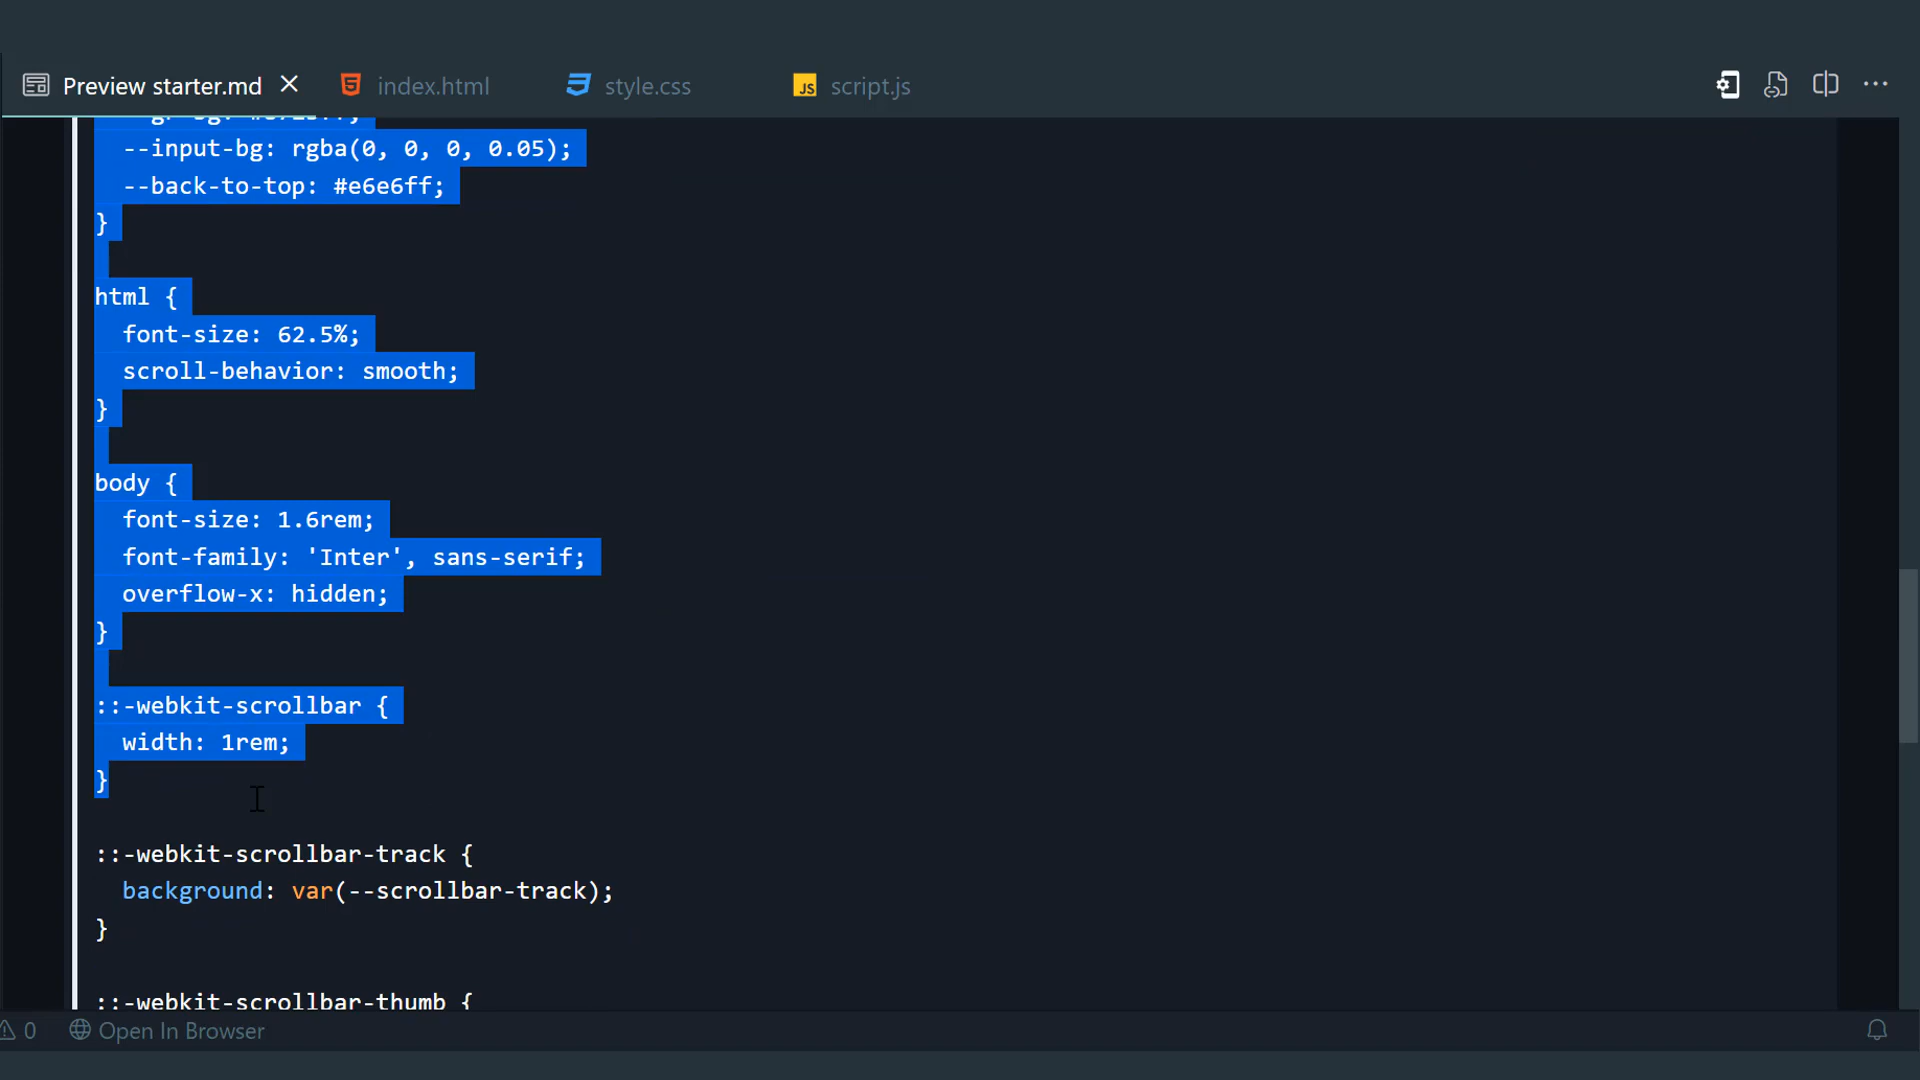 Preview starter.md
index.html
style.css
script.js
--input-bg: rgba(0, 0, 0, 0.05);
--back-to-top: #e6e6ff;
}
html {
font-size: 62.5%;
scroll-behavior: smooth;
}
body {
font-size: 1.6rem;
font-family: 'Inter', sans-serif;
overflow-x: hidden;
}
::-webkit-scrollbar {
width: 1rem;
}
::-webkit-scrollbar-track {
background: var(--scrollbar-track);
}
::-webkit-scrollbar-thumb {
0
Open In Browser